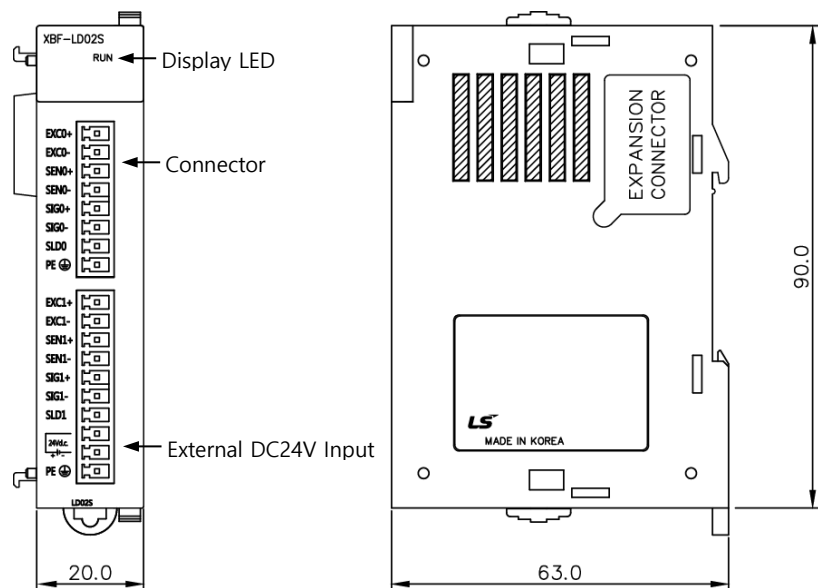 XBF-LD02S
RUN
Display LED
EXC0+
EXC0-
Connector
SEN0+
SEN0-
SIG0+
SIG0-
SLD0
PE
EXC1+
EXC1-
SEN1+
SEN1-
SIG1+
SIG1-
SLD1
24Vd.c.
+ -
External DC24V Input
PE
LD02S
20.0
EXPANSION
CONNECTOR
LS
MADE IN KOREA
90.0
63.0